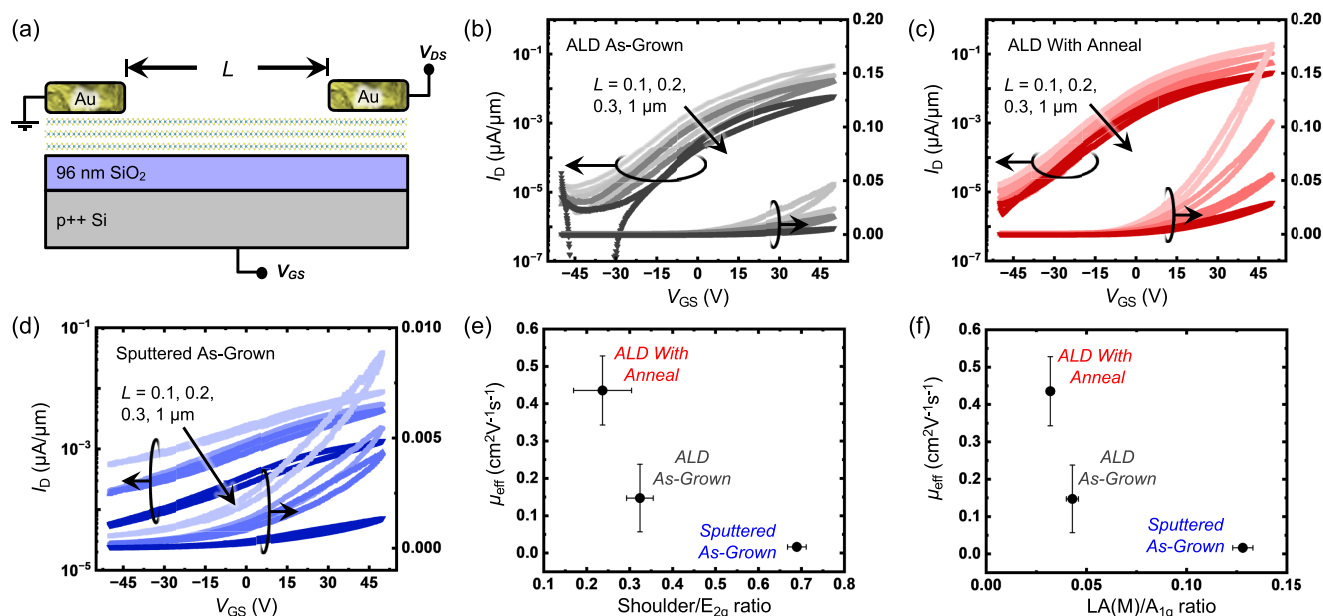 (a)
L
V_DS
Au
Au
96 nm SiO₂
p++ Si
V_GS
(b)
ALD As-Grown
L = 0.1, 0.2,
0.3, 1 µm
I_D (µA/µm)
10⁻¹
10⁻³
10⁻⁵
10⁻⁷
0.20
0.15
0.10
0.05
0.00
−45 −30 −15 0 15 30 45
V_GS (V)
(c)
ALD With Anneal
L = 0.1, 0.2,
0.3, 1 µm
I_D (µA/µm)
10⁻¹
10⁻³
10⁻⁵
10⁻⁷
0.20
0.15
0.10
0.05
0.00
−45 −30 −15 0 15 30 45
V_GS (V)
(d)
Sputtered As-Grown
L = 0.1, 0.2,
0.3, 1 µm
I_D (µA/µm)
10⁻¹
10⁻³
10⁻⁵
0.010
0.005
0.000
−45 −30 −15 0 15 30 45
V_GS (V)
(e)
µ_eff (cm²V⁻¹s⁻¹)
0.6
0.5
0.4
0.3
0.2
0.1
0.0
ALD With
Anneal
ALD
As-Grown
Sputtered
As-Grown
0.1 0.2 0.3 0.4 0.5 0.6 0.7 0.8
Shoulder/E₂g ratio
(f)
µ_eff (cm²V⁻¹s⁻¹)
0.6
0.5
0.4
0.3
0.2
0.1
0.0
ALD With
Anneal
ALD
As-Grown
Sputtered
As-Grown
0.00 0.05 0.10 0.15
LA(M)/A₁g ratio